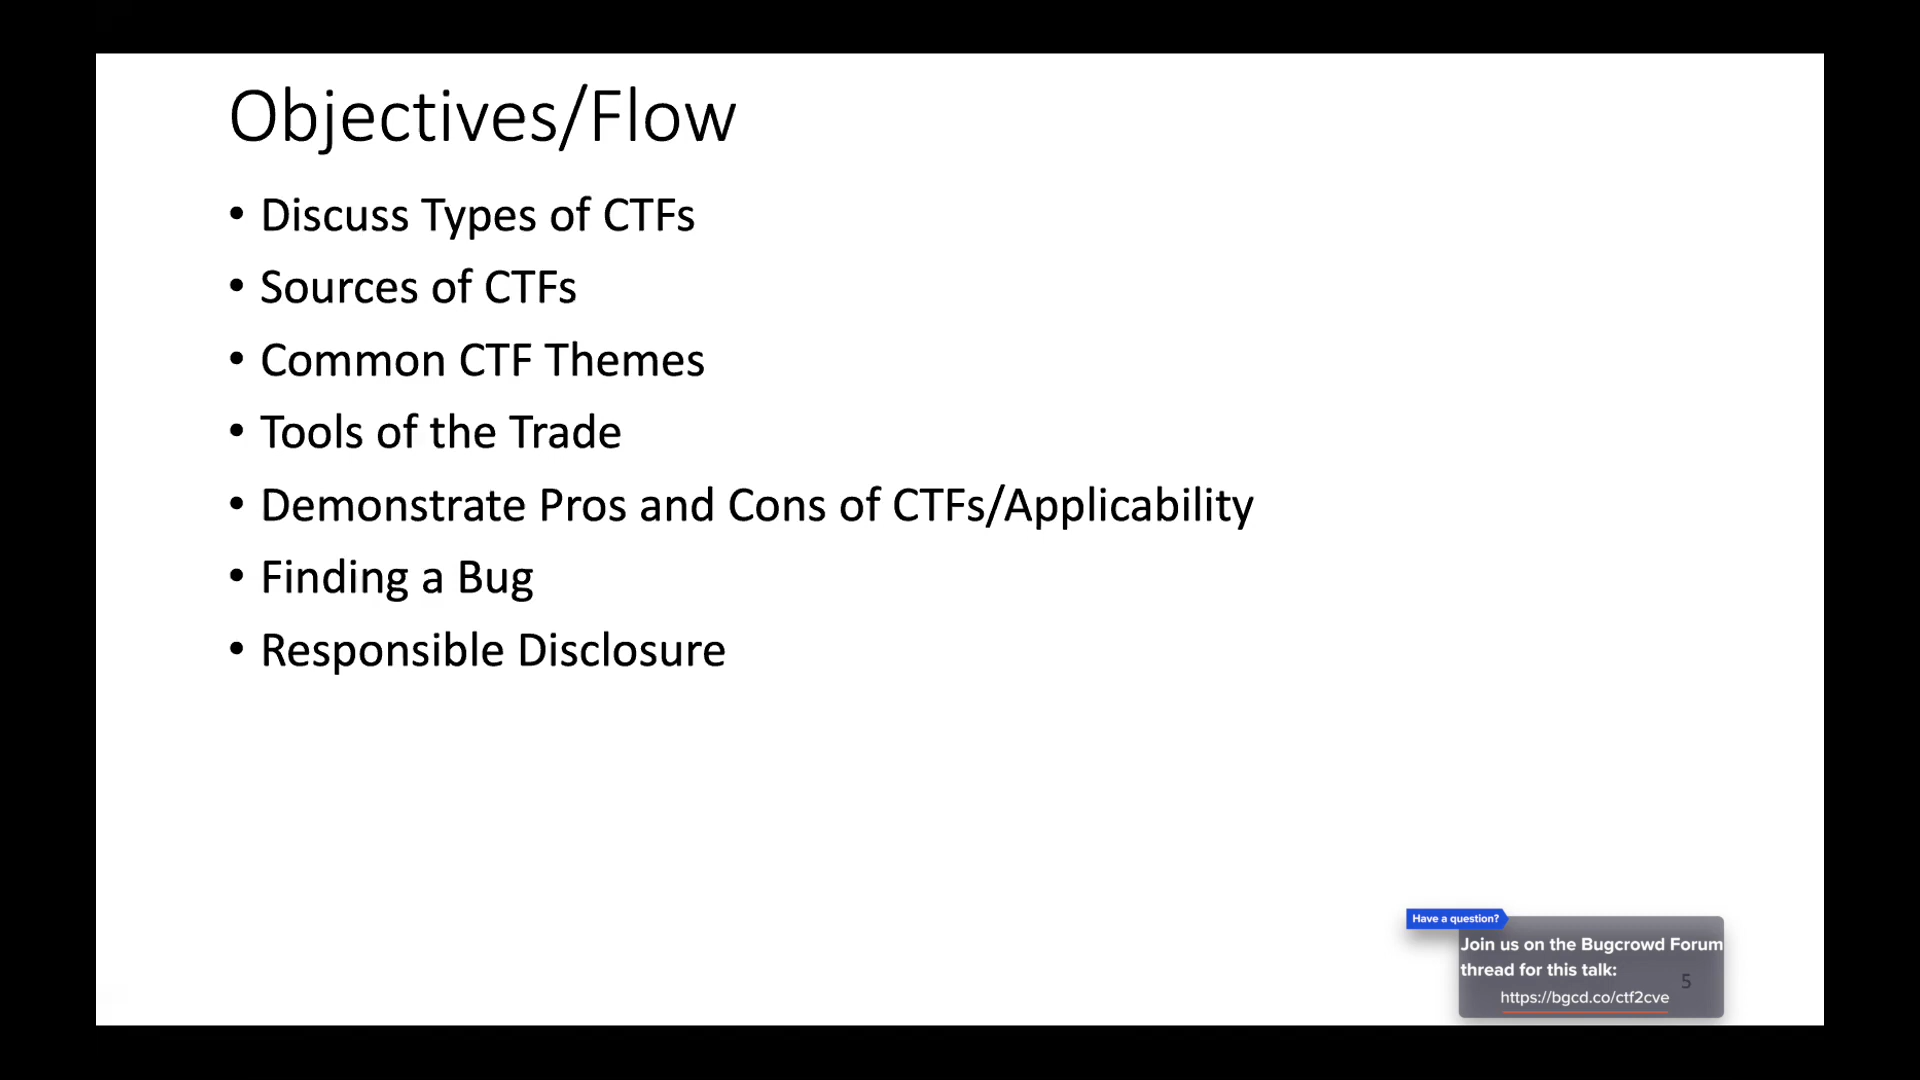 Objectives/Flow
• Discuss Types of CTFs
• Sources of CTFs
• Common CTF Themes
• Tools of the Trade
• Demonstrate Pros and Cons of CTFs/Applicability
• Finding a Bug
• Responsible Disclosure
Have a question?
Join us on the Bugcrowd Forum
thread for this talk:
5
https://bgcd.co/ctf2cve